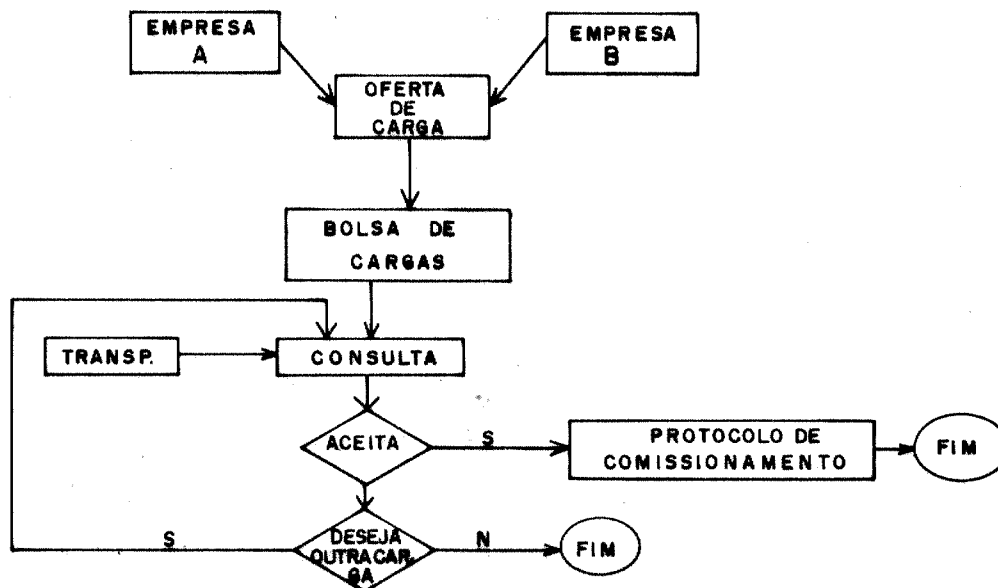 EMPRESA
A
EMPRESA
B
OFERTA
DE
CARGA
BOLSA DE
CARGAS
TRANSP.
CONSULTA
ACEITA
S
PROTOCOLO DE
COMISSIONAMENTO
FIM
S
DESEJA
OUTRA CAR-
GA
N
FIM